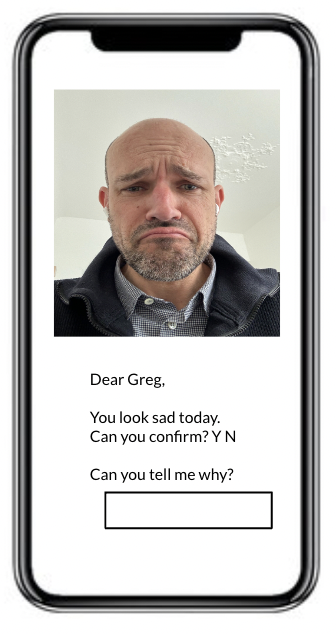 Dear Greg,
You look sad today.
Can you confirm? Y N
Can you tell me why?